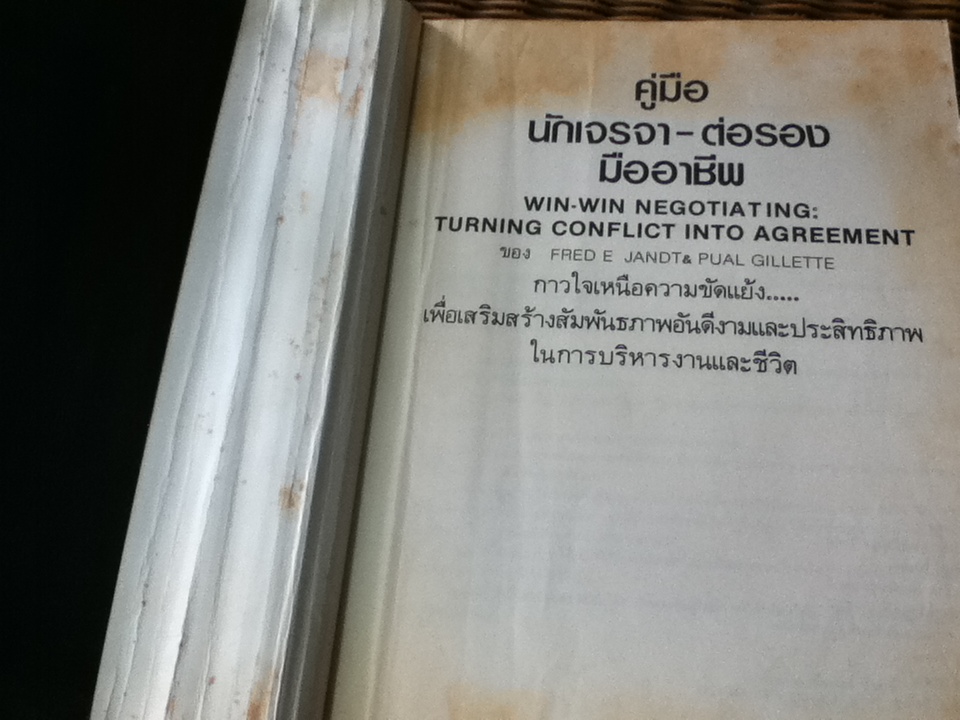 คู่มือ
นักเจรจา-ต่อรอง
มืออาชีพ
WIN-WIN NEGOTIATING:
TURNING CONFLICT INTO AGREEMENT
ของ FRED E JANDT& PUAL GILLETTE
กาวใจเหนือความขัดแย้ง.....
เพื่อเสริมสร้างสัมพันธภาพอันดีงามและประสิทธิภาพ
ในการบริหารงานและชีวิต